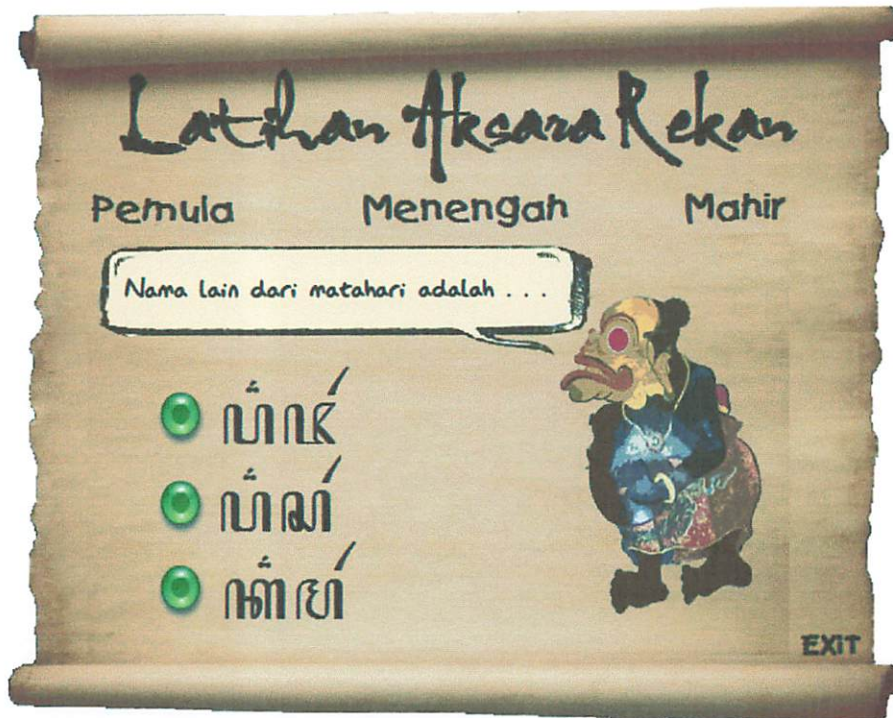 Latihan Aksara Rekan
Pemula Menengah Mahir
Nama lain dari matahari adalah . . .
EXIT